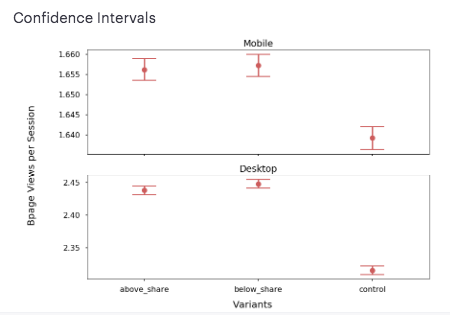 Confidence Intervals
Mobile
1.660
1.655
1.650
1.645
1.640
Desktop
2.45
2.40
2.35
Bpage Views per Session
above_share
below_share
control
Variants